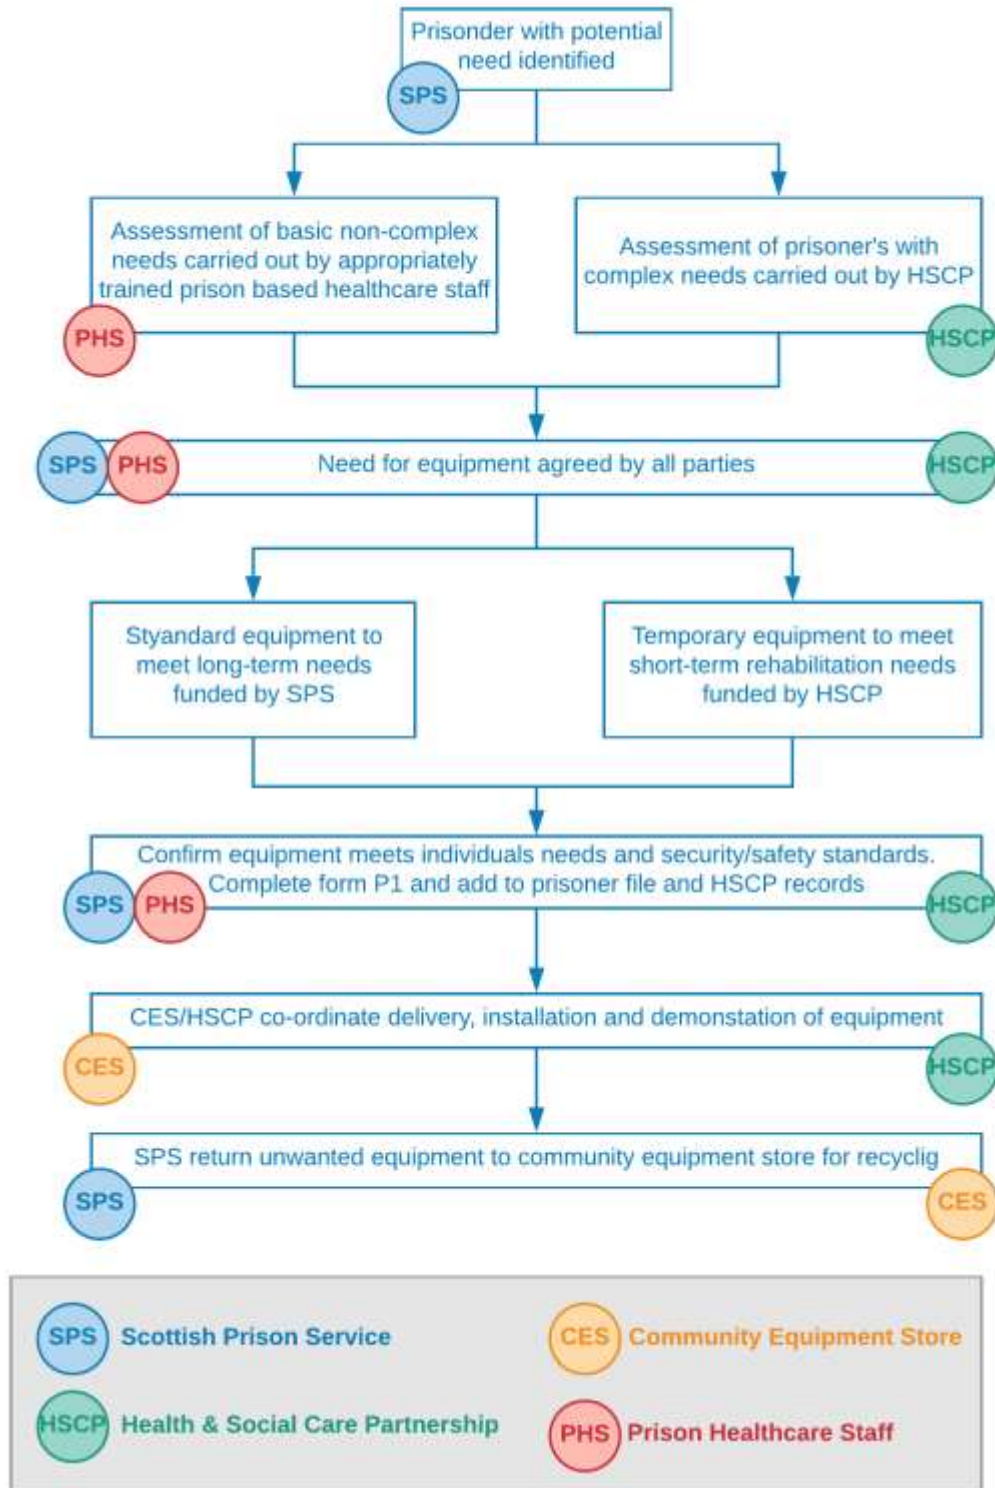 Prisonder with potential
need identified
SPS
Assessment of basic non-complex
needs carried out by appropriately
trained prison based healthcare staff
PHS
Assessment of prisoner's with
complex needs carried out by HSCP
HSCP
SPS
PHS
Need for equipment agreed by all parties
HSCP
Styandard equipment to
meet long-term needs
funded by SPS
Temporary equipment to meet
short-term rehabilitation needs
funded by HSCP
Confirm equipment meets individuals needs and security/safety standards.
Complete form P1 and add to prisoner file and HSCP records
SPS
PHS
HSCP
CES/HSCP co-ordinate delivery, installation and demonstation of equipment
CES
HSCP
SPS return unwanted equipment to community equipment store for recyclig
SPS
CES
SPS Scottish Prison Service
CES Community Equipment Store
HSCP Health & Social Care Partnership
PHS Prison Healthcare Staff